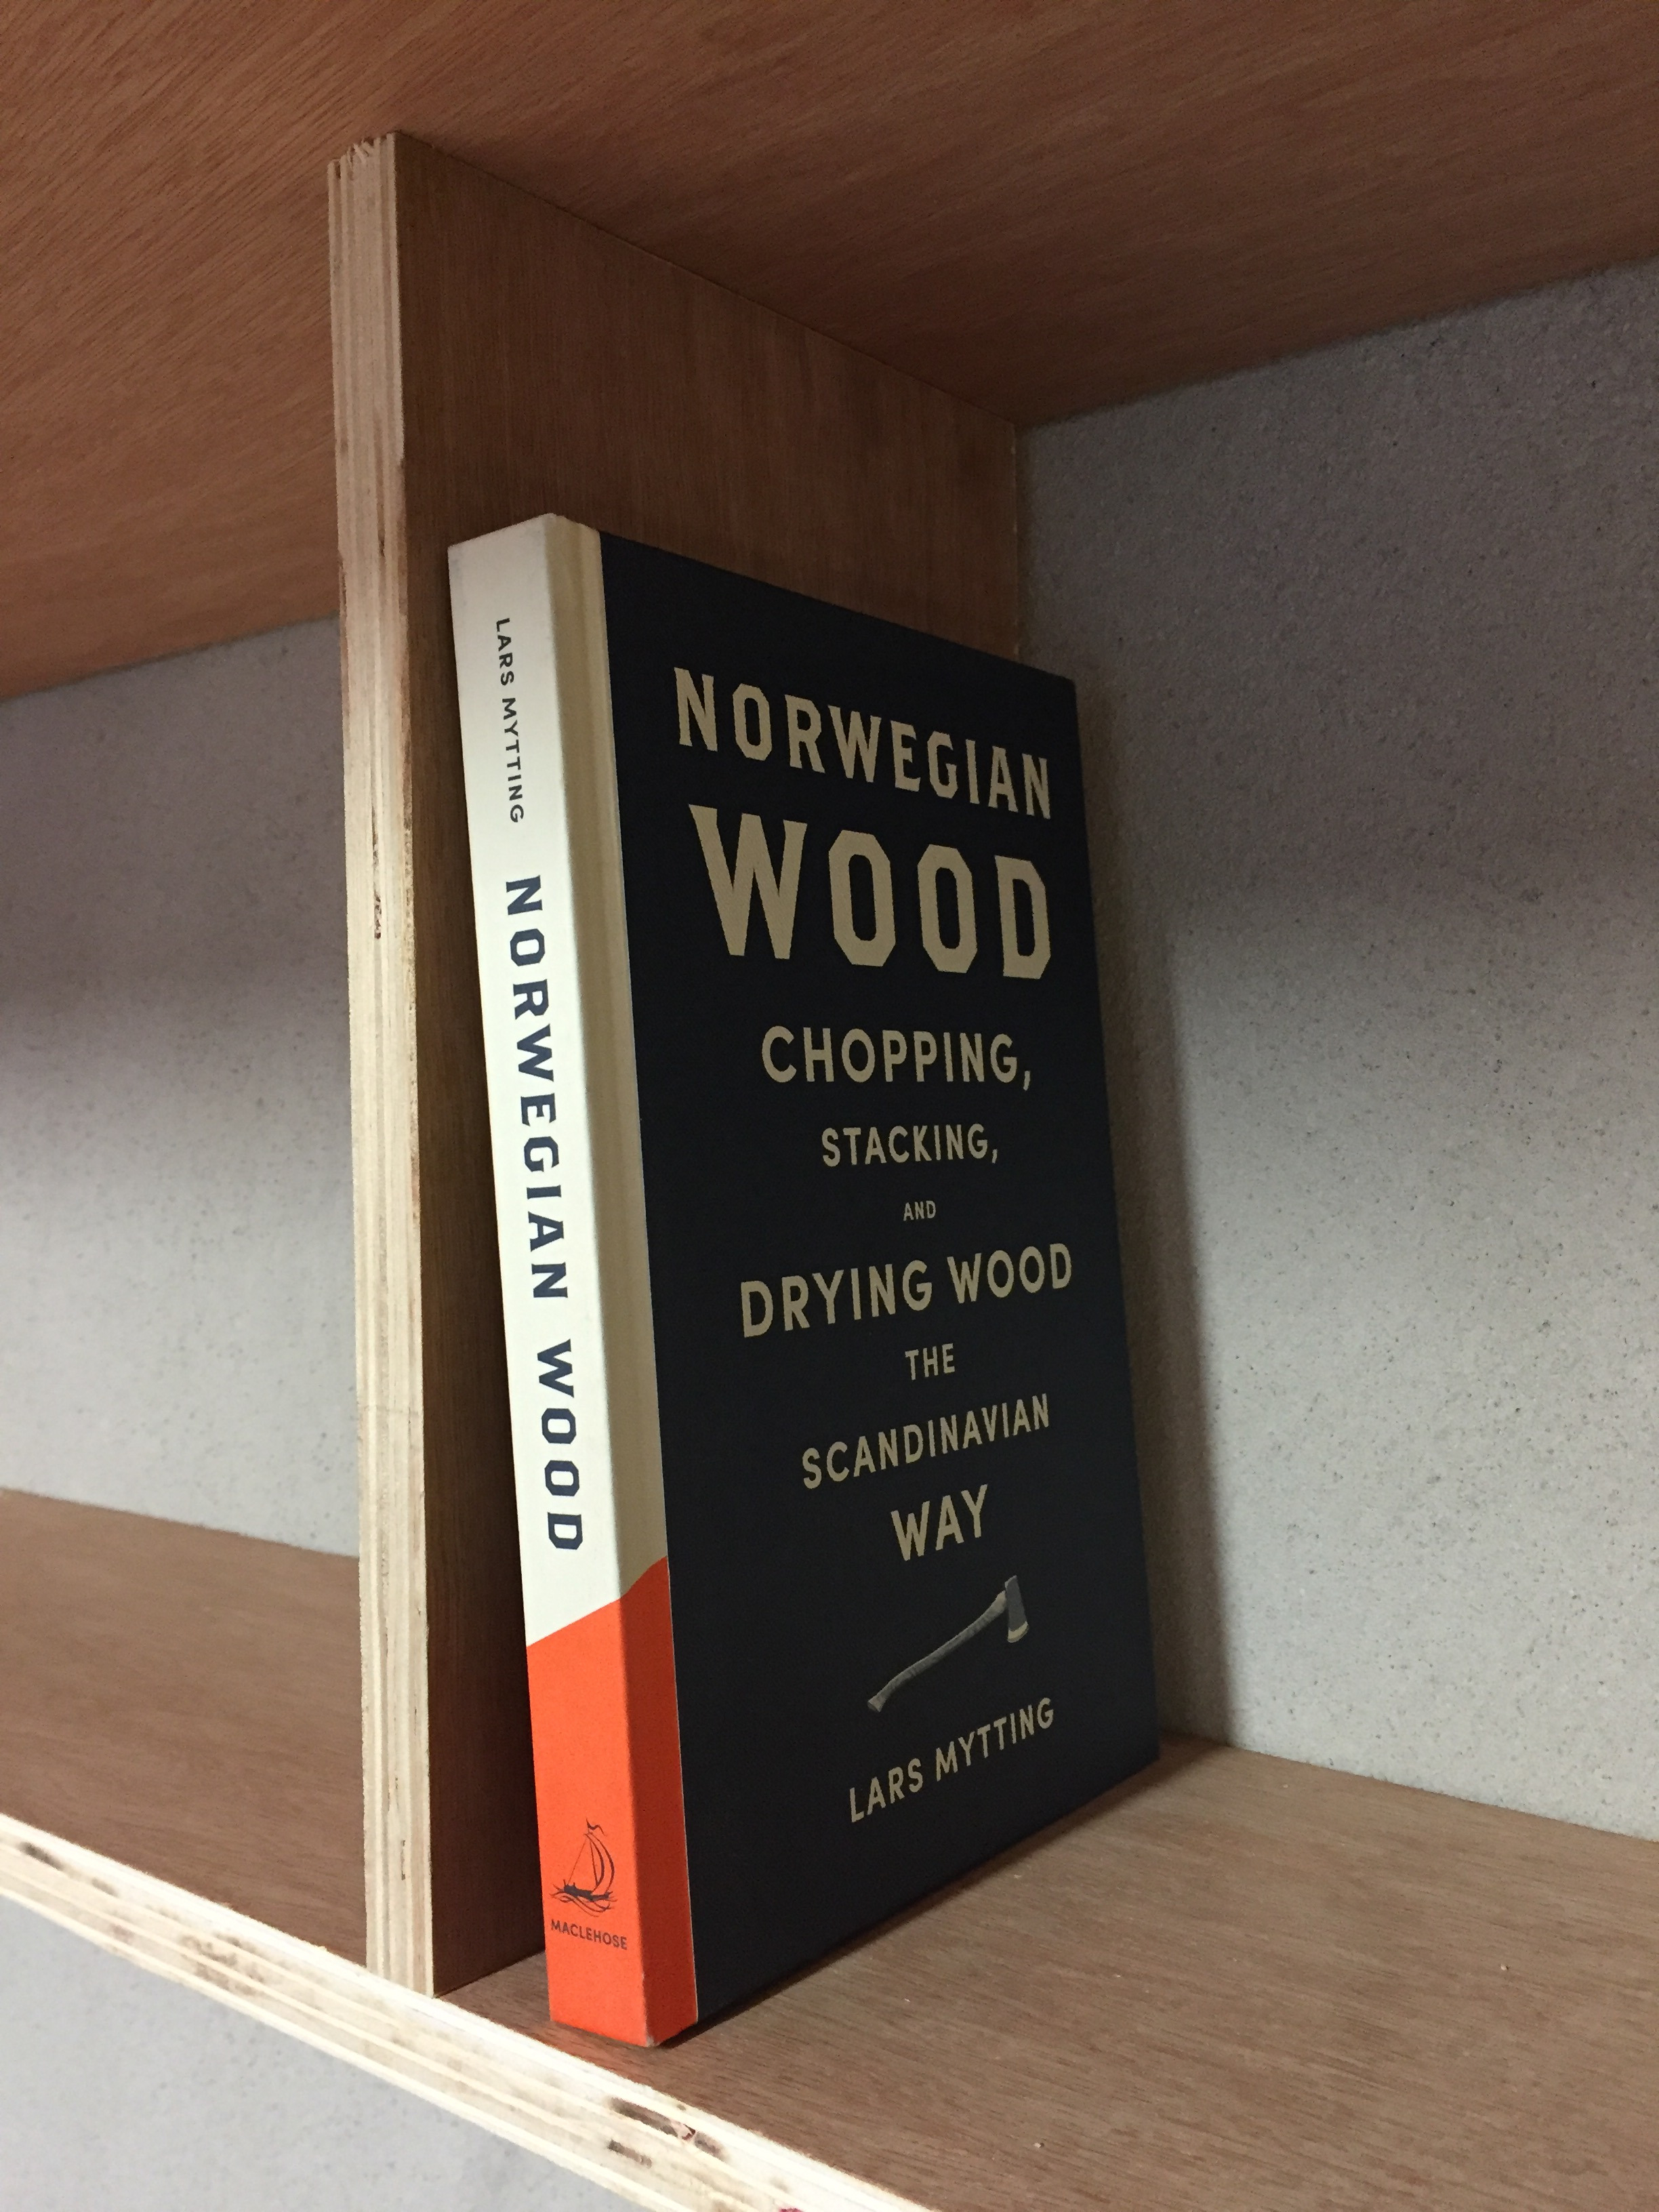 LARS MYTTING NORWEGIAN WOOD
MACLEHOSE
NORWEGIAN
WOOD
CHOPPING,
STACKING,
AND
DRYING WOOD
THE
SCANDINAVIAN
WAY
LARS MYTTING